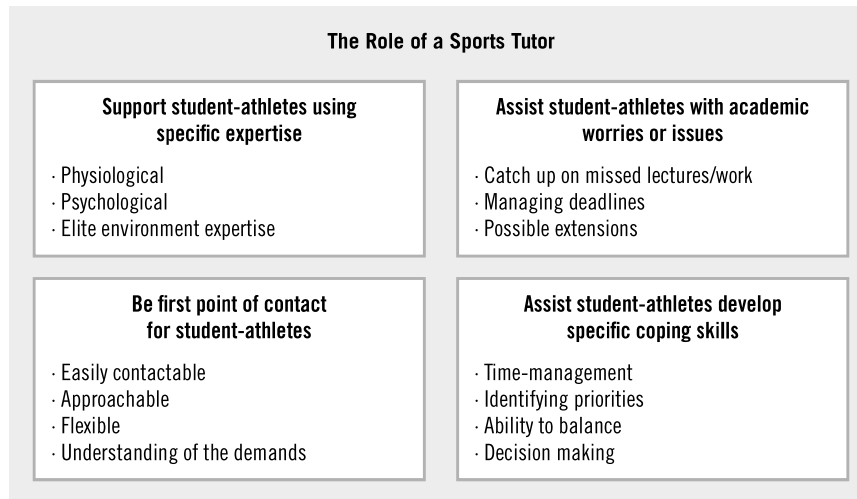 The Role of a Sports Tutor
Support student-athletes using
specific expertise
· Physiological
· Psychological
· Elite environment expertise
Assist student-athletes with academic
worries or issues
· Catch up on missed lectures/work
· Managing deadlines
· Possible extensions
Be first point of contact
for student-athletes
· Easily contactable
· Approachable
· Flexible
· Understanding of the demands
Assist student-athletes develop
specific coping skills
· Time-management
· Identifying priorities
· Ability to balance
· Decision making